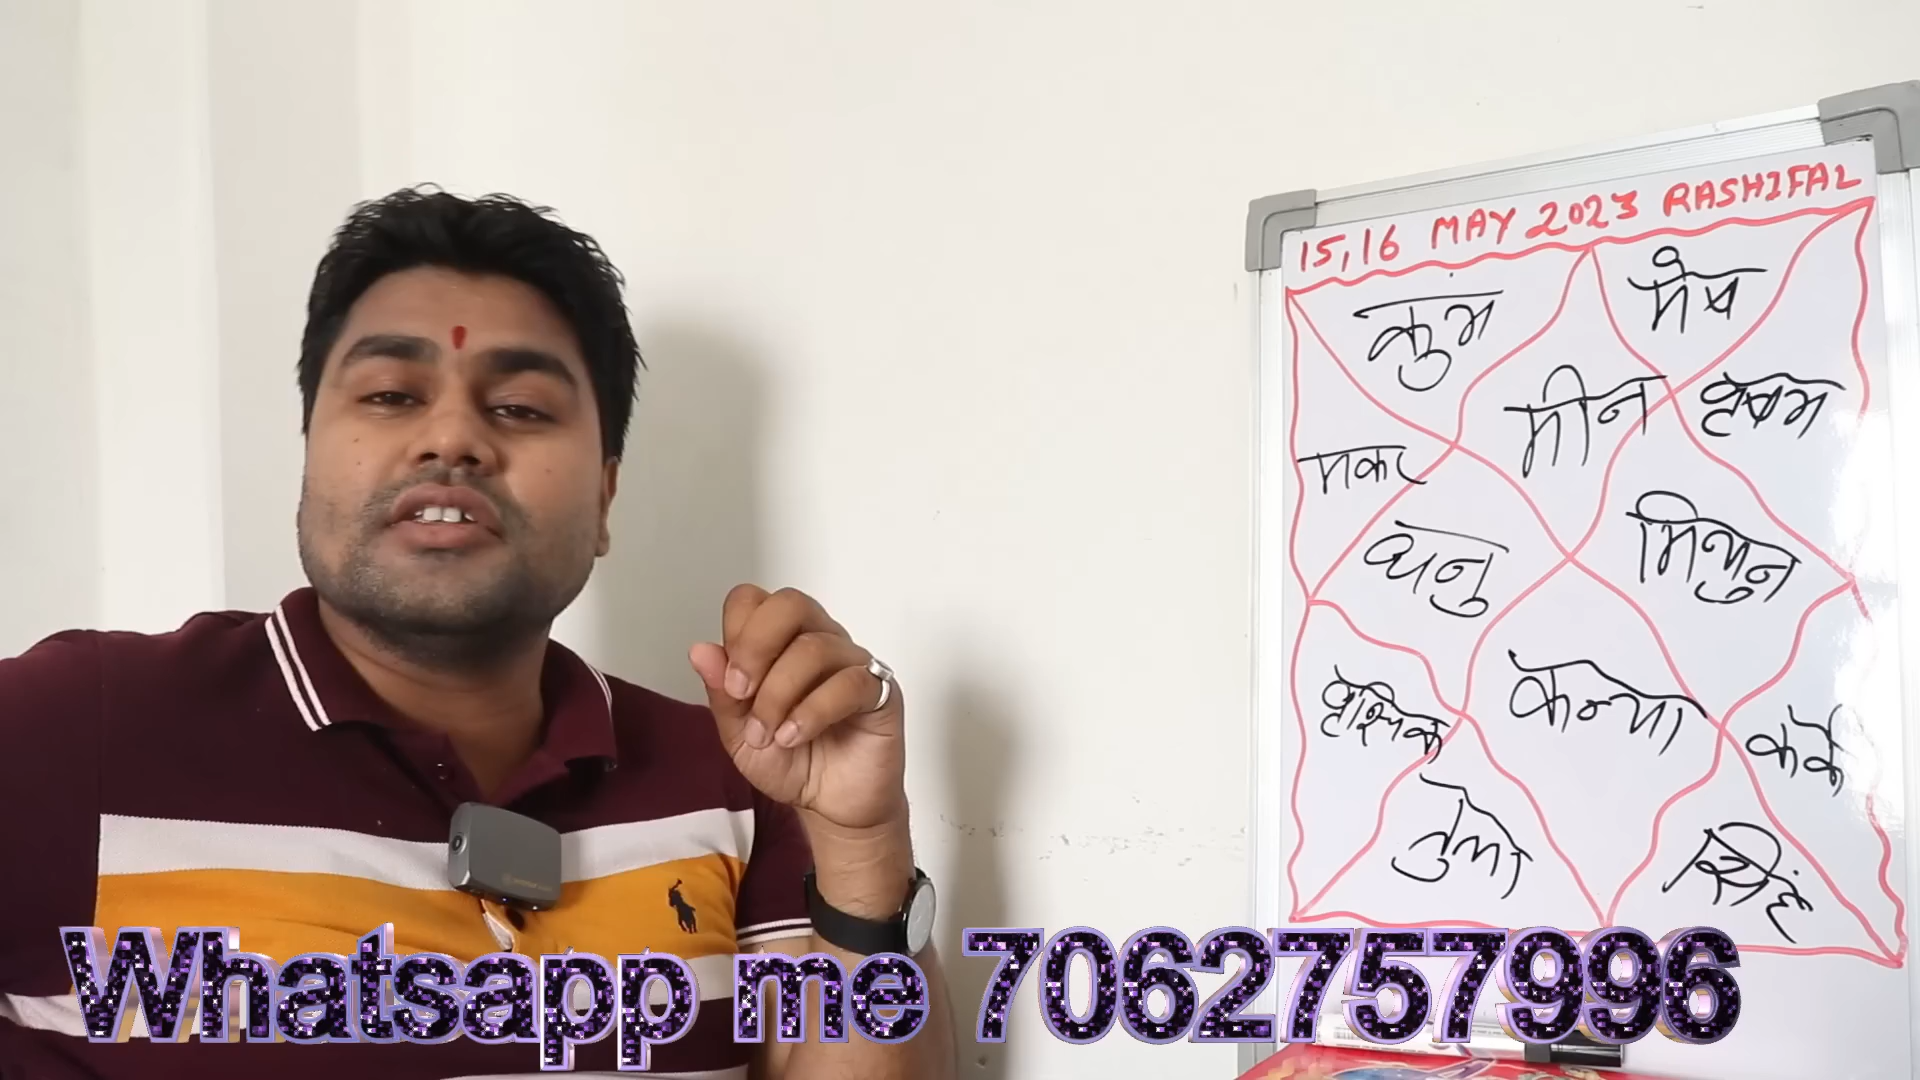 15,16 MAY 2023 RASHIFAL
मेष
कुंभ
मीन
वृषभ
मकर
धनु
मिथुन
वृश्चिक
कन्या
कर्क
तुला
सिंह
Whatsapp me 7062757996